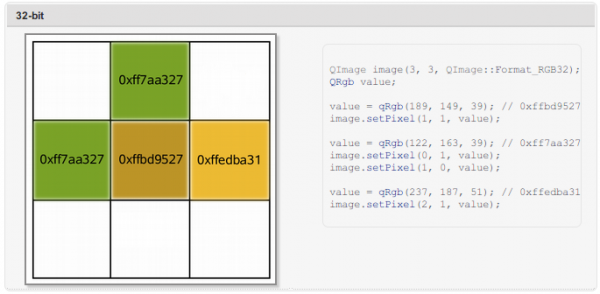 32-bit
0xff7aa327
0xff7aa327
0xffbd9527
0xffedba31
QImage image(3, 3, QImage::Format_RGB32);
QRgb value;
value = qRgb(189, 149, 39); // 0xffbd9527
image.setPixel(1, 1, value);
value = qRgb(122, 163, 39); // 0xff7aa327
image.setPixel(0, 1, value);
image.setPixel(1, 0, value);
value = qRgb(237, 187, 51); // 0xffedba31
image.setPixel(2, 1, value);